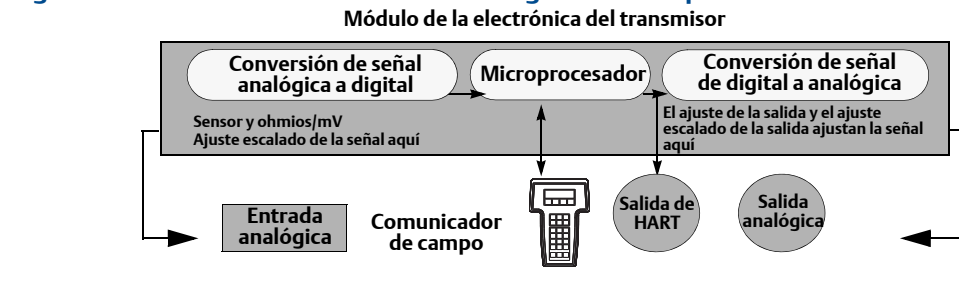 Módulo de la electrónica del transmisor
Conversión de señal
analógica a digital
Microprocesador
Conversión de señal
de digital a analógica
Sensor y ohmios/mV
Ajuste escalado de la señal aquí
El ajuste de la salida y el ajuste
escalado de la salida ajustan la señal
aquí
Entrada
analógica
Comunicador
de campo
Salida de
HART
Salida
analógica